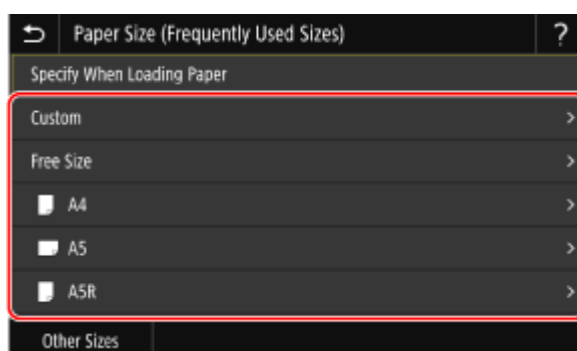 Paper Size (Frequently Used Sizes) ?
Specify When Loading Paper
Custom
Free Size
A4
A5
A5R
Other Sizes